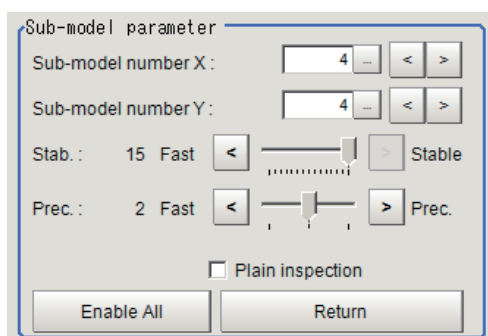 Sub-model parameter
Sub-model number X : 4 ... < >
Sub-model number Y : 4 ... < >
Stab. : 15 Fast < > Stable
Prec. : 2 Fast < > Prec.
Plain inspection
Enable All Return